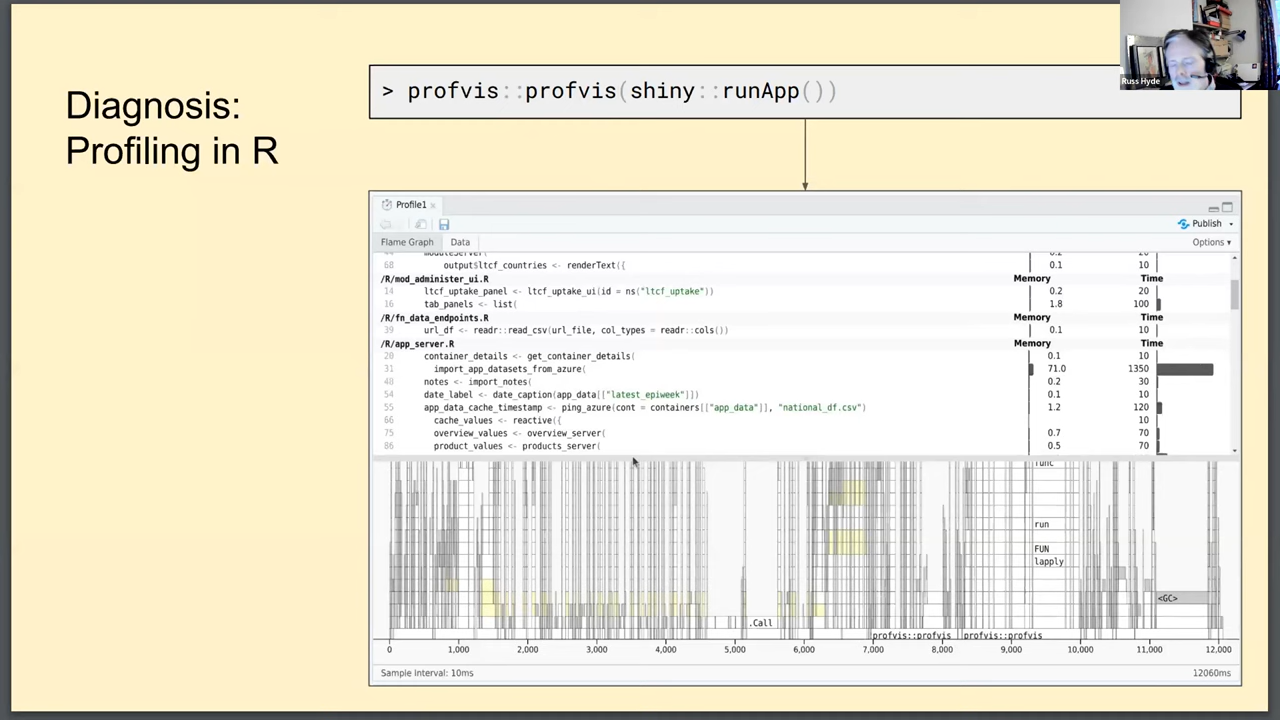 Diagnosis:
Profiling in R
> profvis::profvis(shiny::runApp())
Russ Hyde
Profile1 ×
Publish
Flame Graph Data Options
moduleServer(
68 output$ltcf_countries <- renderText({ 0.1 10
/R/mod_administer_ui.R Memory Time
14 ltcf_uptake_panel <- ltcf_uptake_ui(id = ns("ltcf_uptake")) 0.2 20
16 tab_panels <- list( 1.8 100
/R/fn_data_endpoints.R Memory Time
39 url_df <- readr::read_csv(url_file, col_types = readr::cols()) 0.1 10
/R/app_server.R Memory Time
20 container_details <- get_container_details( 0.1 10
31 import_app_datasets_from_azure( 71.0 1350
48 notes <- import_notes( 0.2 30
54 date_label <- date_caption(app_data[["latest_epiweek"]]) 0.1 10
55 app_data_cache_timestamp <- ping_azure(cont = containers[["app_data"]], "national_df.csv") 1.2 120
66 cache_values <- reactive({ 10
75 overview_values <- overview_server( 0.7 70
86 product_values <- products_server( 0.5 70
func
run
FUN
lapply
<GC>
.Call
profvis::profvis profvis::profvis
0 1,000 2,000 3,000 4,000 5,000 6,000 7,000 8,000 9,000 10,000 11,000 12,000
Sample Interval: 10ms 12060ms